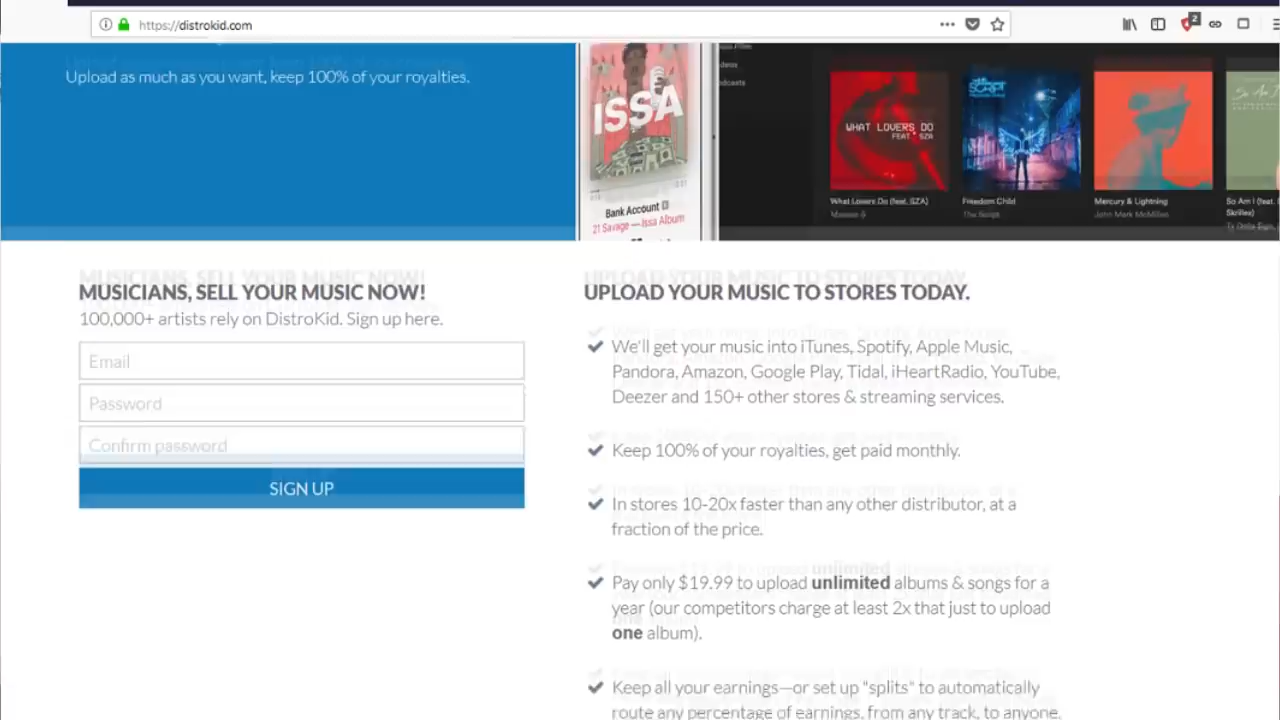 https://distrokid.com
2
Upload as much as you want, keep 100% of your royalties.
ISSA
Bank Account
21 Savage — Issa Album
WHAT LOVERS DO
FEAT. SZA
SCRIPT
What Lovers Do (feat. SZA)
Maroon 5
Freedom Child
The Script
Mercury & Lightning
John Mark McMillan
So Am I (feat.
Skrillex)
MUSICIANS, SELL YOUR MUSIC NOW!
100,000+ artists rely on DistroKid. Sign up here.
Email
Password
Confirm password
SIGN UP
UPLOAD YOUR MUSIC TO STORES TODAY.
We'll get your music into iTunes, Spotify, Apple Music,
Pandora, Amazon, Google Play, Tidal, iHeartRadio, YouTube,
Deezer and 150+ other stores & streaming services.
Keep 100% of your royalties, get paid monthly.
In stores 10-20x faster than any other distributor, at a
fraction of the price.
Pay only $19.99 to upload unlimited albums & songs for a
year (our competitors charge at least 2x that just to upload
one album).
Keep all your earnings—or set up "splits" to automatically
route any percentage of earnings, from any track, to anyone,